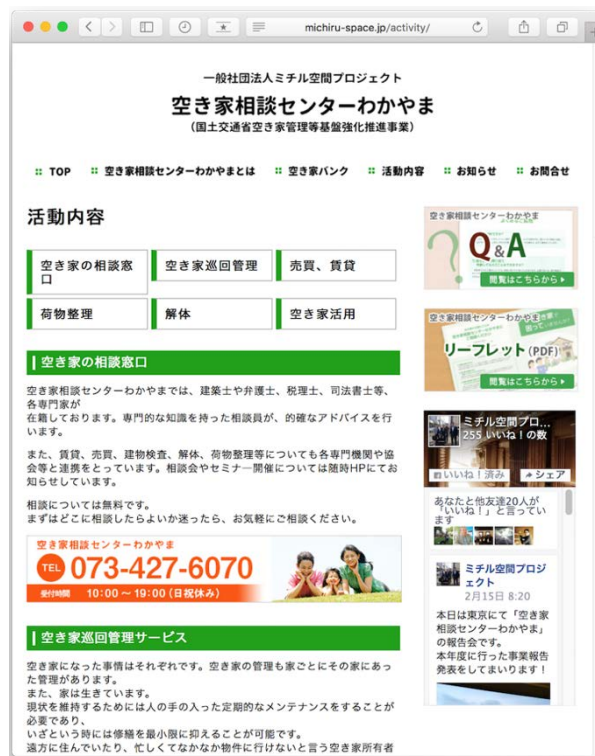 michiru-space.jp/activity/
一般社団法人ミチル空間プロジェクト
空き家相談センターわかやま
(国土交通省空き家管理等基盤強化推進事業)
TOP 空き家相談センターわかやまとは 空き家バンク 活動内容 お知らせ お問合せ
活動内容
空き家の相談窓
口
空き家巡回管理
売買、賃貸
荷物整理
解体
空き家活用
空き家の相談窓口
空き家相談センターわかやまでは、建築士や弁護士、税理士、司法書士等、
各専門家が
在籍しております。専門的な知識を持った相談員が、的確なアドバイスを行
います。
また、賃貸、売買、建物検査、解体、荷物整理等についても各専門機関や協
会等と連携をとっています。相談会やセミナー開催については随時HPにてお
知らせしています。
相談については無料です。
まずはどこに相談したらよいか迷ったら、お気軽にご相談ください。
空き家相談センターわかやま
TEL 073-427-6070
受付時間 10:00～19:00(日祝休み)
空き家巡回管理サービス
空き家になった事情はそれぞれです。空き家の管理も家ごとにその家にあっ
た管理があります。
また、家は生きています。
現状を維持するためには人の手の入った定期的なメンテナンスをすることが
必要であり、
いざという時には修繕を最小限に抑えることが可能です。
遠方に住んでいたり、忙しくてなかなか物件に行けないと言う空き家所有者
空き家相談センターわかやま
Q&A
閲覧はこちらから
空き家相談センターわかやま
リーフレット(PDF)
閲覧はこちらから
ミチル空間プロ...
255 いいね！の数
いいね！済み
シェア
あなたと他友達20人が
「いいね！」と言ってい
ます
ミチル空間プロジ
ェクト
2月15日 8:20
本日は東京にて「空き家
相談センターわかやま」
の報告会です。
本年度に行った事業報告
発表をしてまいります！